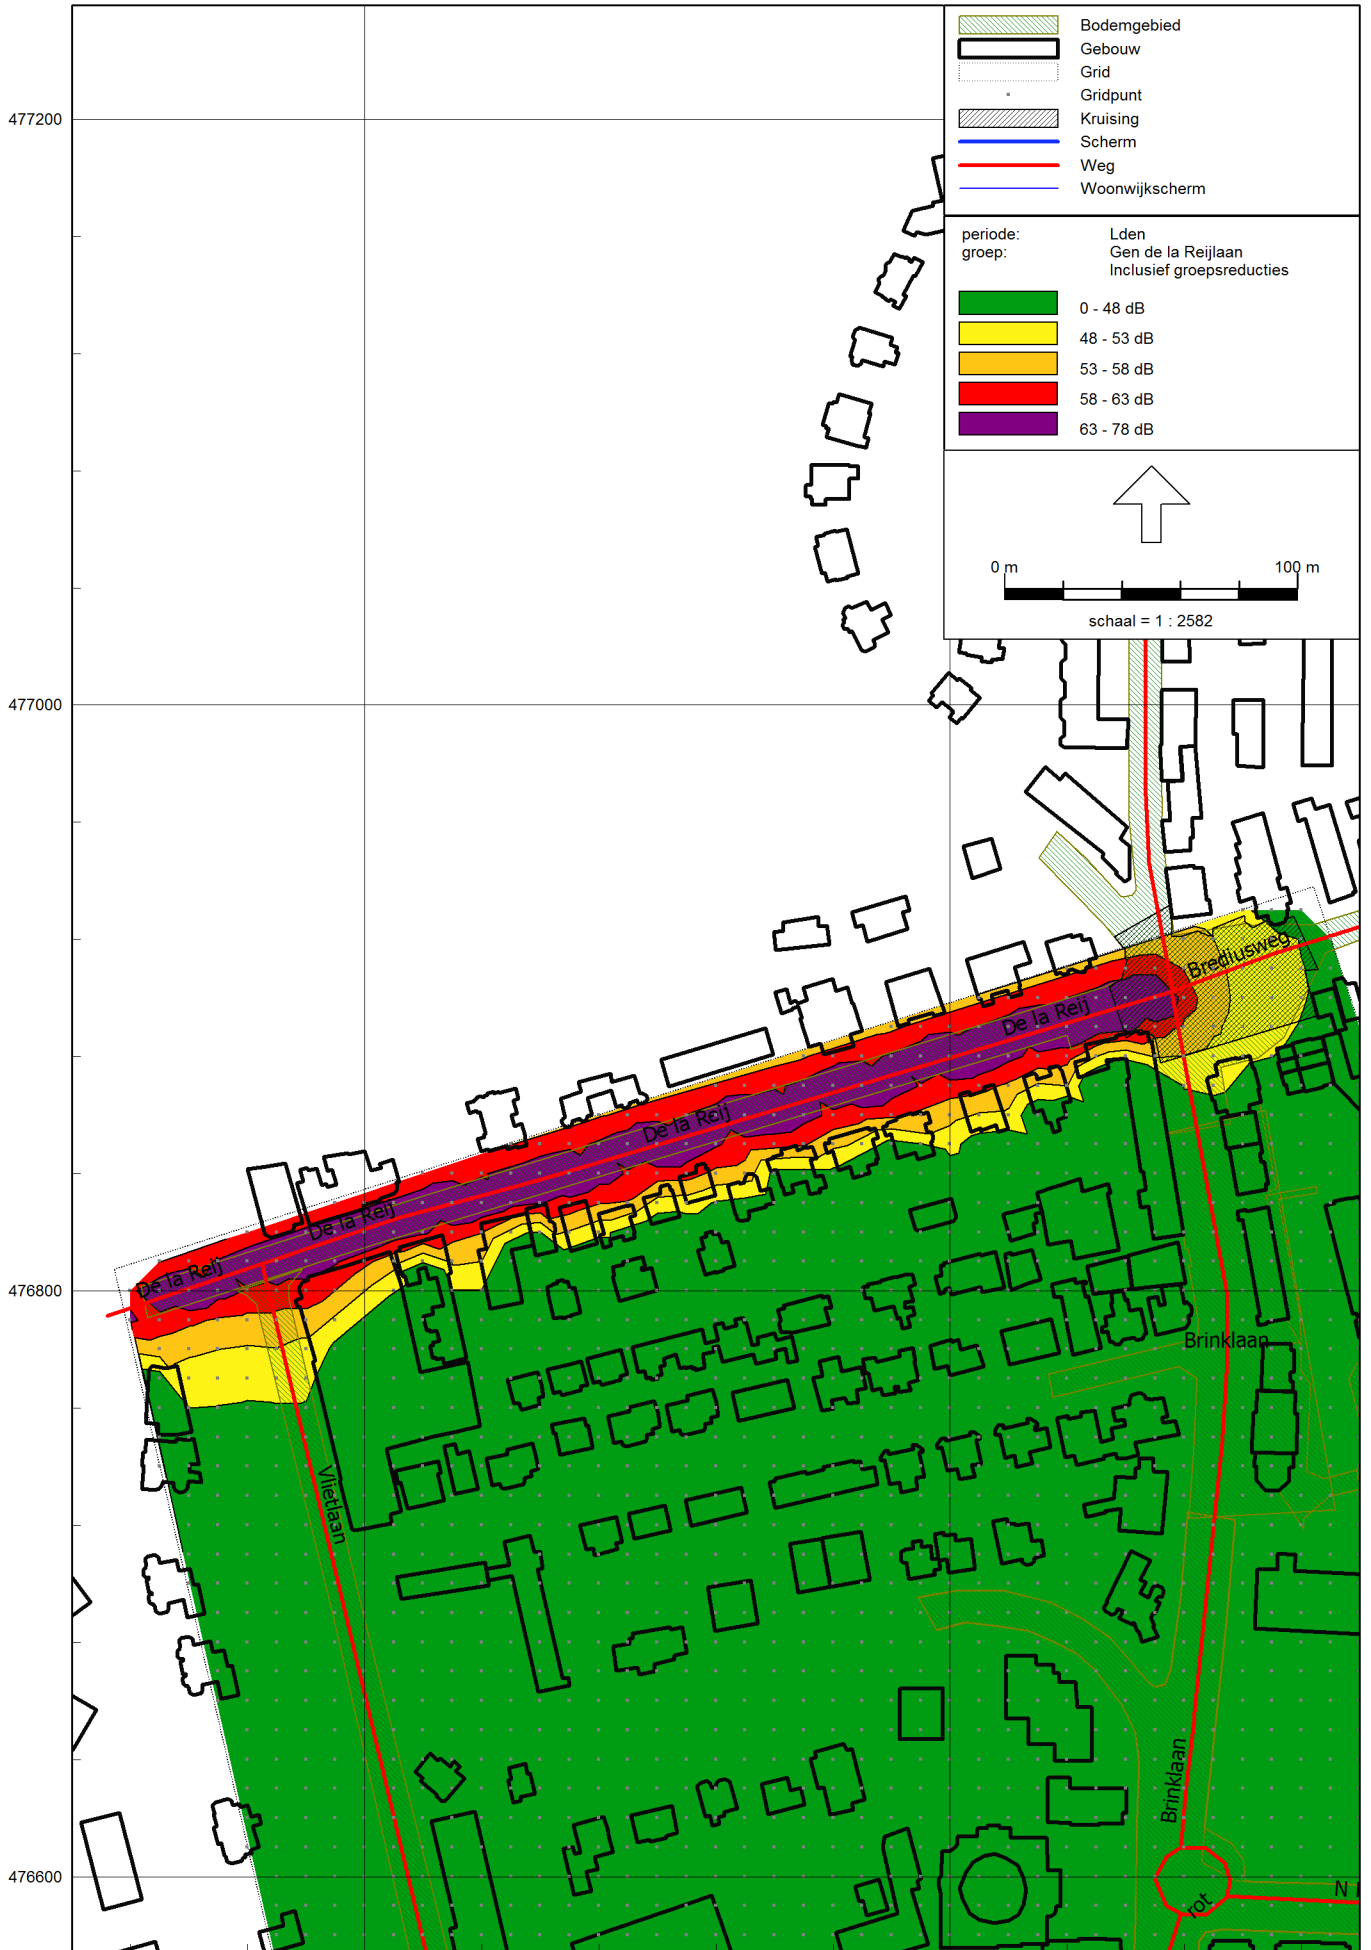 Bodemgebied
Gebouw
Grid
Gridpunt
Kruising
Scherm
Weg
Woonwijkscherm
periode: Lden
groep: Gen de la Reijlaan
Inclusief groepsreducties
0 - 48 dB
48 - 53 dB
53 - 58 dB
58 - 63 dB
63 - 78 dB
0 m 100 m
schaal = 1 : 2582
477200
477000
476800
476600
Brediusweg
De la Reij
De la Reij
De la Reij
De la Reij
Brinklaan
Vlietlaan
Brinklaan
rot
N